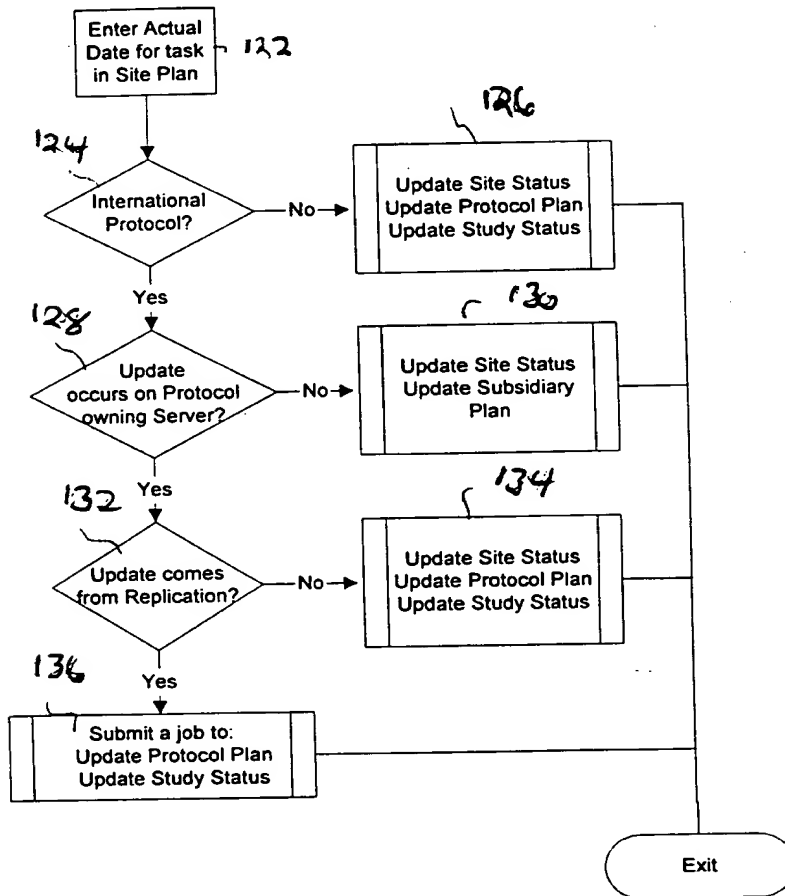 Enter Actual
Date for task
in Site Plan
122
124
International
Protocol?
No
126
Update Site Status
Update Protocol Plan
Update Study Status
Yes
128
Update
occurs on Protocol
owning Server?
No
130
Update Site Status
Update Subsidiary
Plan
Yes
132
Update comes
from Replication?
No
134
Update Site Status
Update Protocol Plan
Update Study Status
Yes
136
Submit a job to:
Update Protocol Plan
Update Study Status
Exit